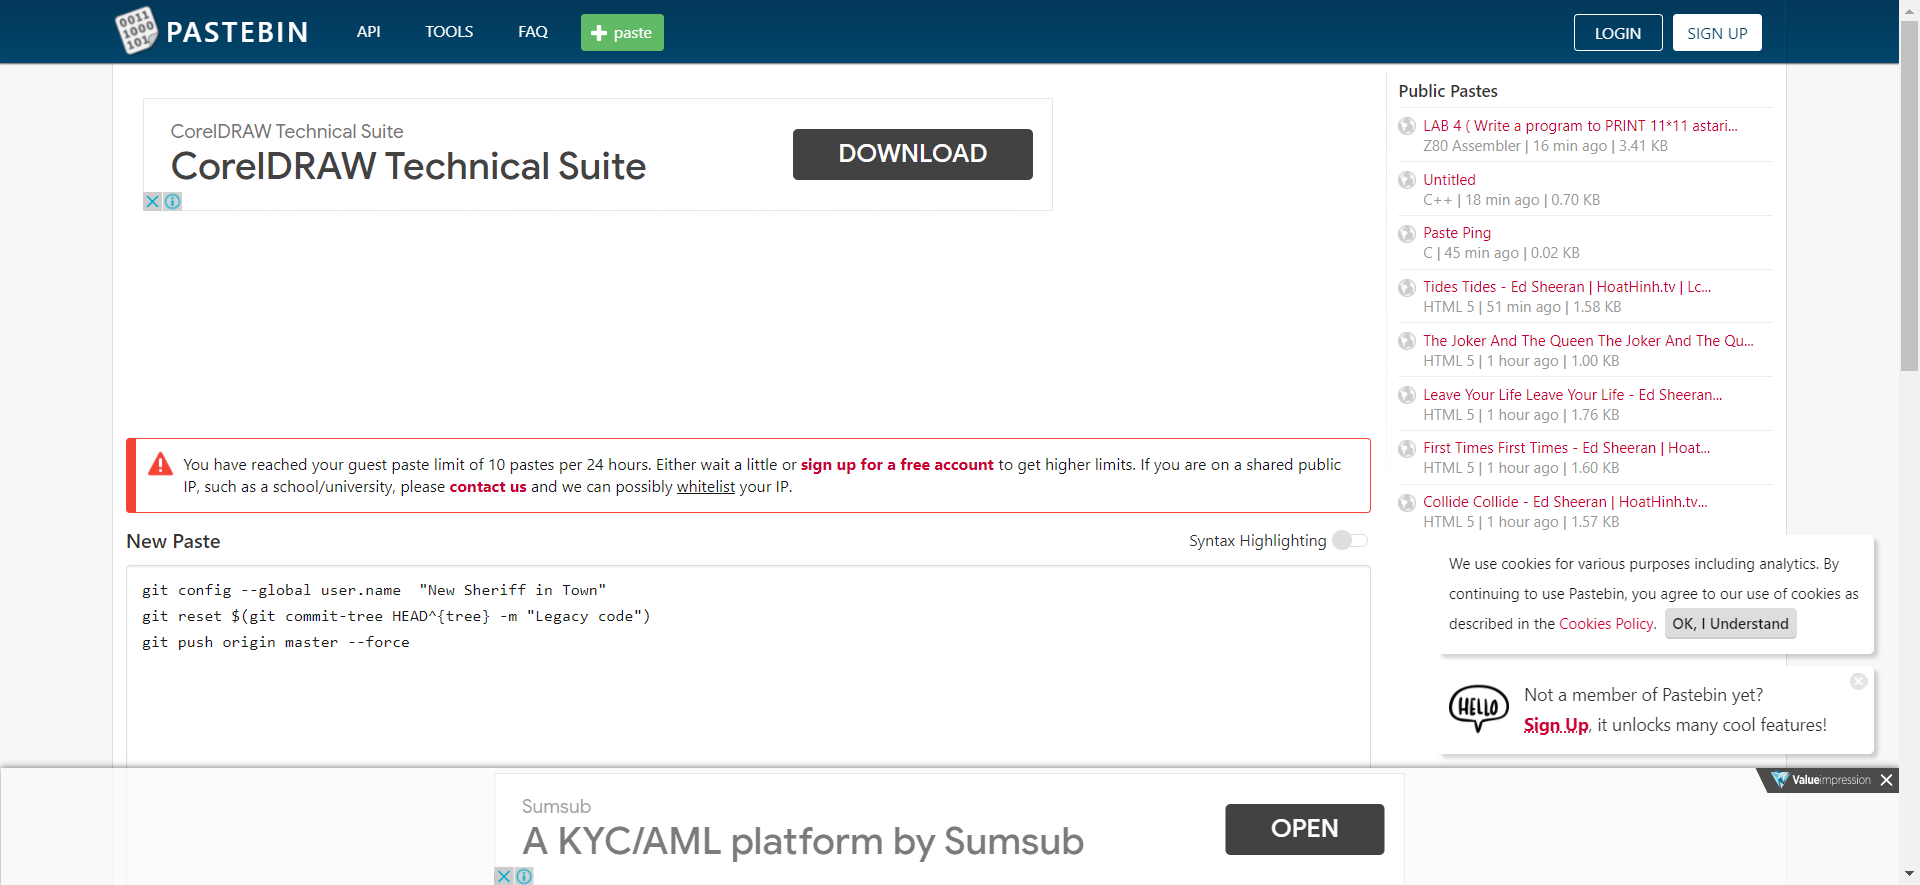 0011
1000
101
PASTEBIN
API
TOOLS
FAQ
paste
LOGIN
SIGN UP
CorelDRAW Technical Suite
CorelDRAW Technical Suite
DOWNLOAD
You have reached your guest paste limit of 10 pastes per 24 hours. Either wait a little or sign up for a free account to get higher limits. If you are on a shared public
IP, such as a school/university, please contact us and we can possibly whitelist your IP.
New Paste
Syntax Highlighting
git config --global user.name  "New Sheriff in Town"
git reset $(git commit-tree HEAD^{tree} -m "Legacy code")
git push origin master --force
Public Pastes
LAB 4 ( Write a program to PRINT 11*11 astari...
Z80 Assembler | 16 min ago | 3.41 KB
Untitled
C++ | 18 min ago | 0.70 KB
Paste Ping
C | 45 min ago | 0.02 KB
Tides Tides - Ed Sheeran | HoatHinh.tv | Lc...
HTML 5 | 51 min ago | 1.58 KB
The Joker And The Queen The Joker And The Qu...
HTML 5 | 1 hour ago | 1.00 KB
Leave Your Life Leave Your Life - Ed Sheeran...
HTML 5 | 1 hour ago | 1.76 KB
First Times First Times - Ed Sheeran | Hoat...
HTML 5 | 1 hour ago | 1.60 KB
Collide Collide - Ed Sheeran | HoatHinh.tv...
HTML 5 | 1 hour ago | 1.57 KB
We use cookies for various purposes including analytics. By
continuing to use Pastebin, you agree to our use of cookies as
described in the Cookies Policy. OK, I Understand
HELLO
Not a member of Pastebin yet?
Sign Up, it unlocks many cool features!
Valueimpression
Sumsub
A KYC/AML platform by Sumsub
OPEN